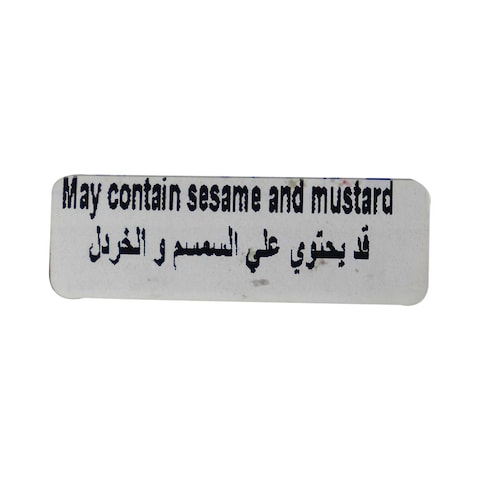 May contain sesame and mustard
قد يحتوي علي السمسم و الخردل